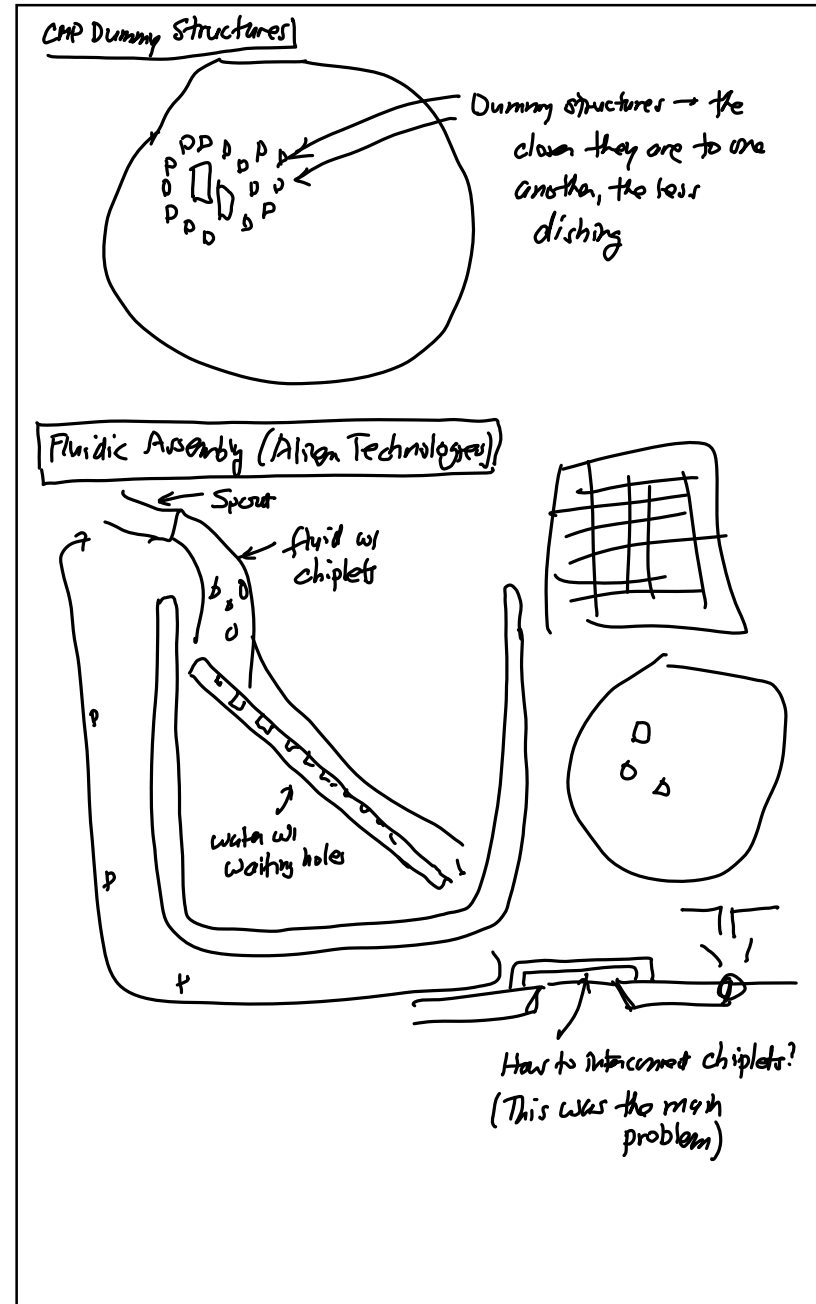 CMP Dummy Structures
Dummy structures → the
closer they are to one
another, the less
dishing
Fluidic Assembly (Alien Technologies)
Spout
fluid w/
chiplets
wafer w/
waiting holes
How to interconnect chiplets?
(This was the main
problem)